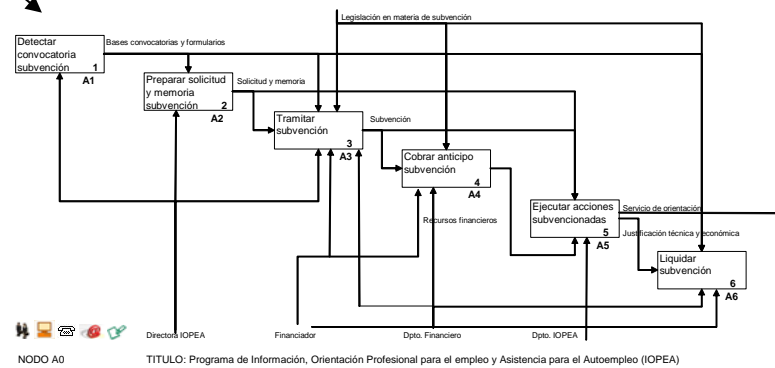 Legislación en materia de subvención
Detectar
convocatoria
subvención 1
A1
Bases convocatorias y formularios
Preparar solicitud
y memoria
subvención 2
A2
Solicitud y memoria
Tramitar
subvención
3
A3
Subvención
Cobrar anticipo
subvención
4
A4
Recursos financieros
Ejecutar acciones
subvencionadas
5
A5
Servicio de orientación
Justificación técnica y económica
Liquidar
subvención
6
A6
Directora IOPEA
Financiador
Dpto. Financiero
Dpto. IOPEA
NODO A0
TITULO: Programa de Información, Orientación Profesional para el empleo y Asistencia para el Autoempleo (IOPEA)